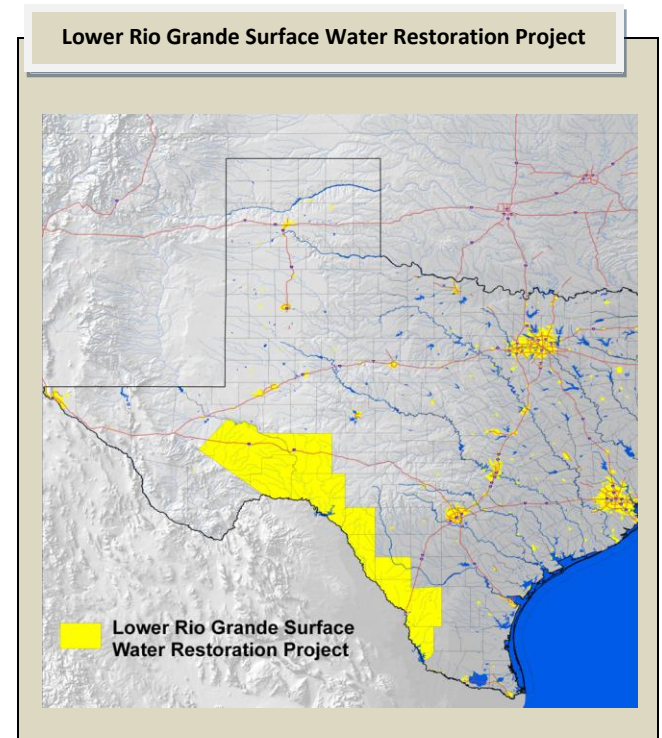 Lower Rio Grande Surface Water Restoration Project
Lower Rio Grande Surface
Water Restoration Project